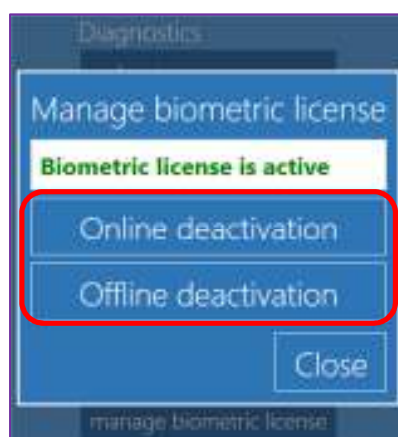 Diagnostics
Manage biometric license
Biometric license is active
Online deactivation
Offline deactivation
Close
manage biometric license